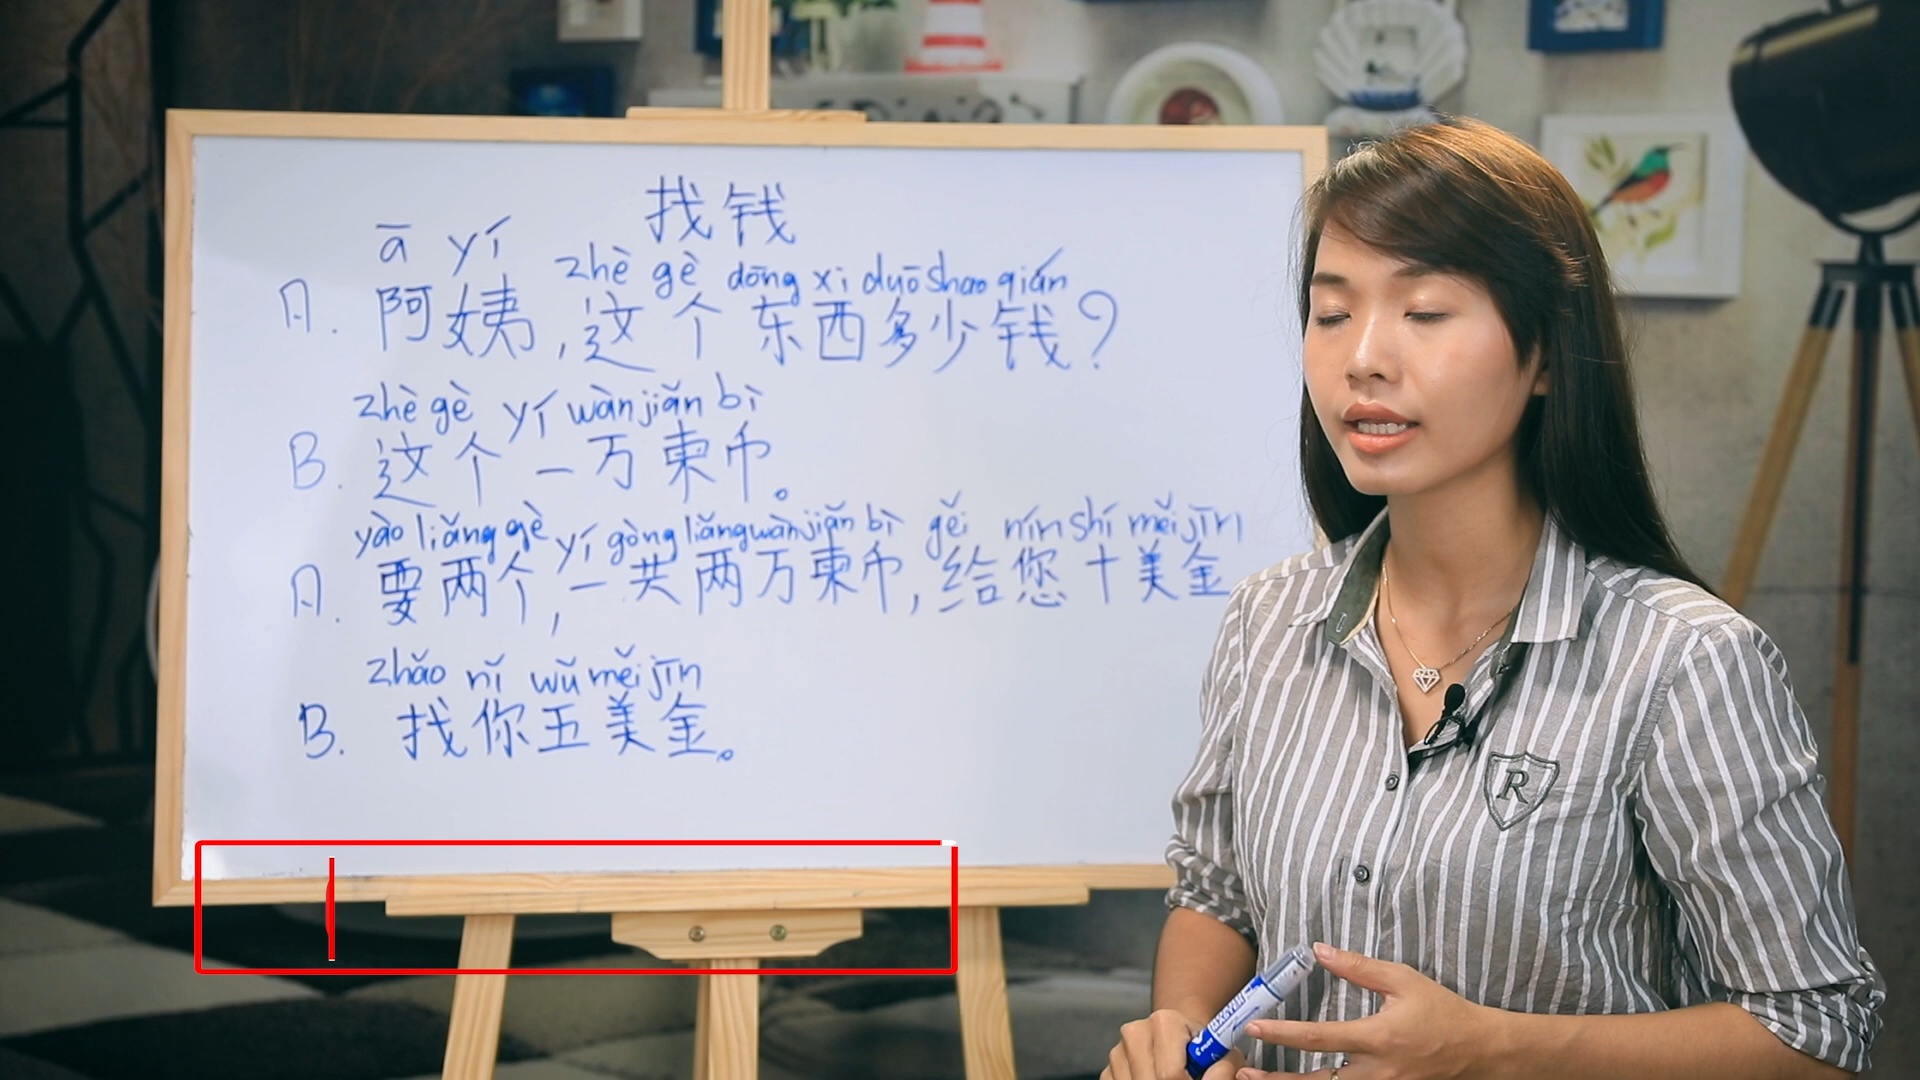 找钱
ā yí zhè gè dōng xi duō shao qián
A. 阿姨,这个东西多少钱?
zhè gè yí wàn jiǎn bì
B. 这个一万柬币。
yào liǎng gè yí gòng liǎng wàn jiǎn bì gěi nín shí měi jīn
A. 要两个,一共两万柬币,给您十美金
zhǎo nǐ wǔ měi jīn
B. 找你五美金。
R